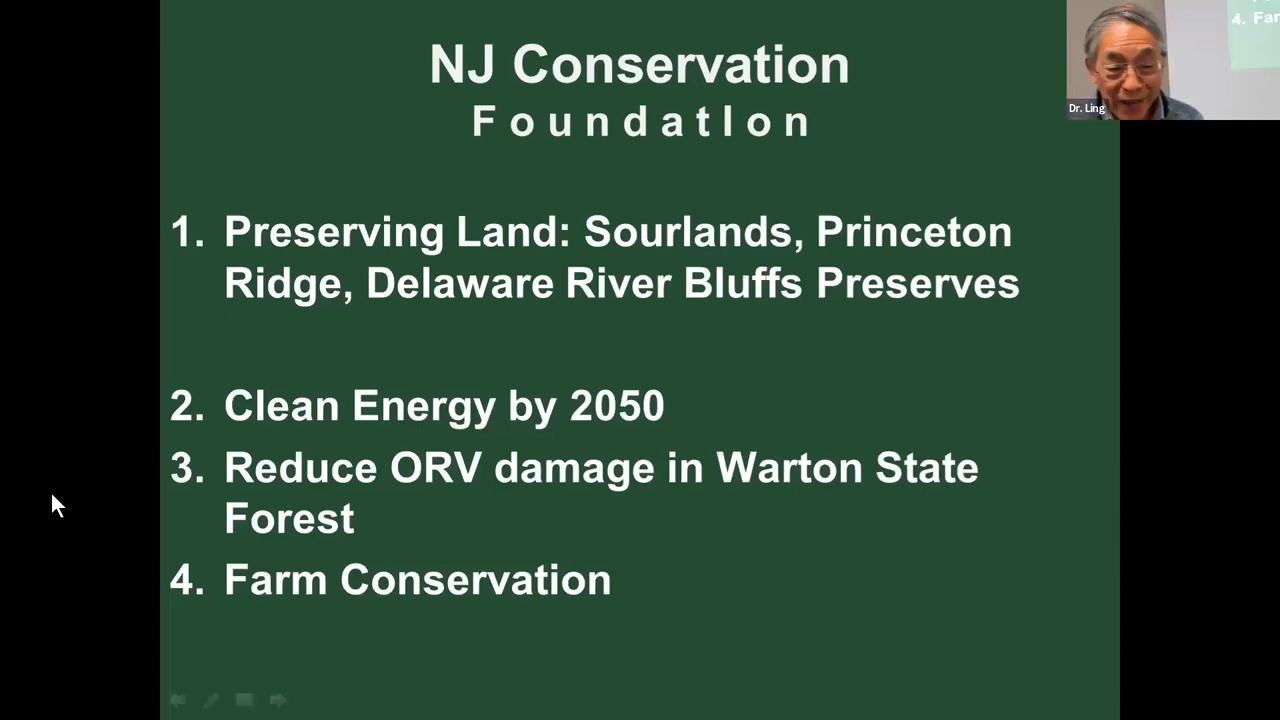 NJ Conservation
F o u n d a t I o n
4. Far
Dr. Ling
1. Preserving Land: Sourlands, Princeton
Ridge, Delaware River Bluffs Preserves
2. Clean Energy by 2050
3. Reduce ORV damage in Warton State
Forest
4. Farm Conservation